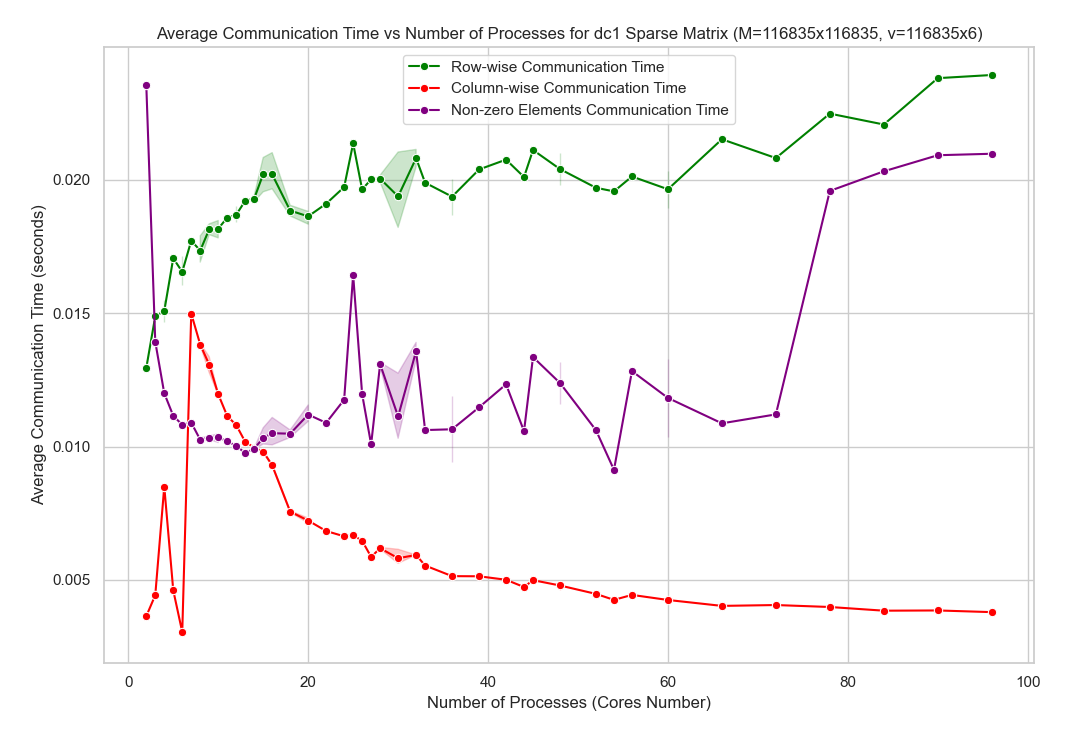 Average Communication Time vs Number of Processes for dc1 Sparse Matrix (M=116835x116835, v=116835x6)
Row-wise Communication Time
Column-wise Communication Time
Non-zero Elements Communication Time
Average Communication Time (seconds)
0.020
0.015
0.010
0.005
0 20 40 60 80 100
Number of Processes (Cores Number)